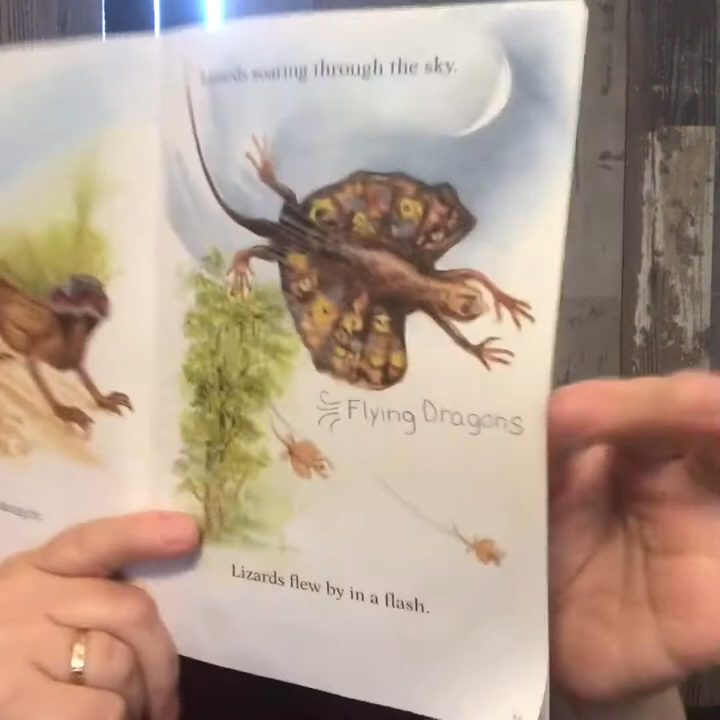 Lizards soaring through the sky.
Flying Dragons
Lizards flew by in a flash.